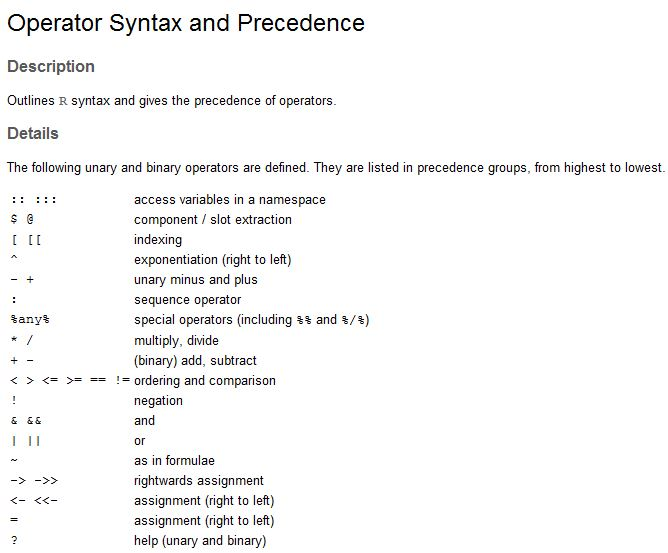 Operator Syntax and Precedence
Description
Outlines R syntax and gives the precedence of operators.
Details
The following unary and binary operators are defined. They are listed in precedence groups, from highest to lowest.
:: ::: access variables in a namespace
$ @ component / slot extraction
[ [[ indexing
^ exponentiation (right to left)
- + unary minus and plus
: sequence operator
%any% special operators (including %% and %/%)
* / multiply, divide
+ - (binary) add, subtract
< > <= >= == != ordering and comparison
! negation
& && and
| || or
~ as in formulae
-> ->> rightwards assignment
<- <<- assignment (right to left)
= assignment (right to left)
? help (unary and binary)